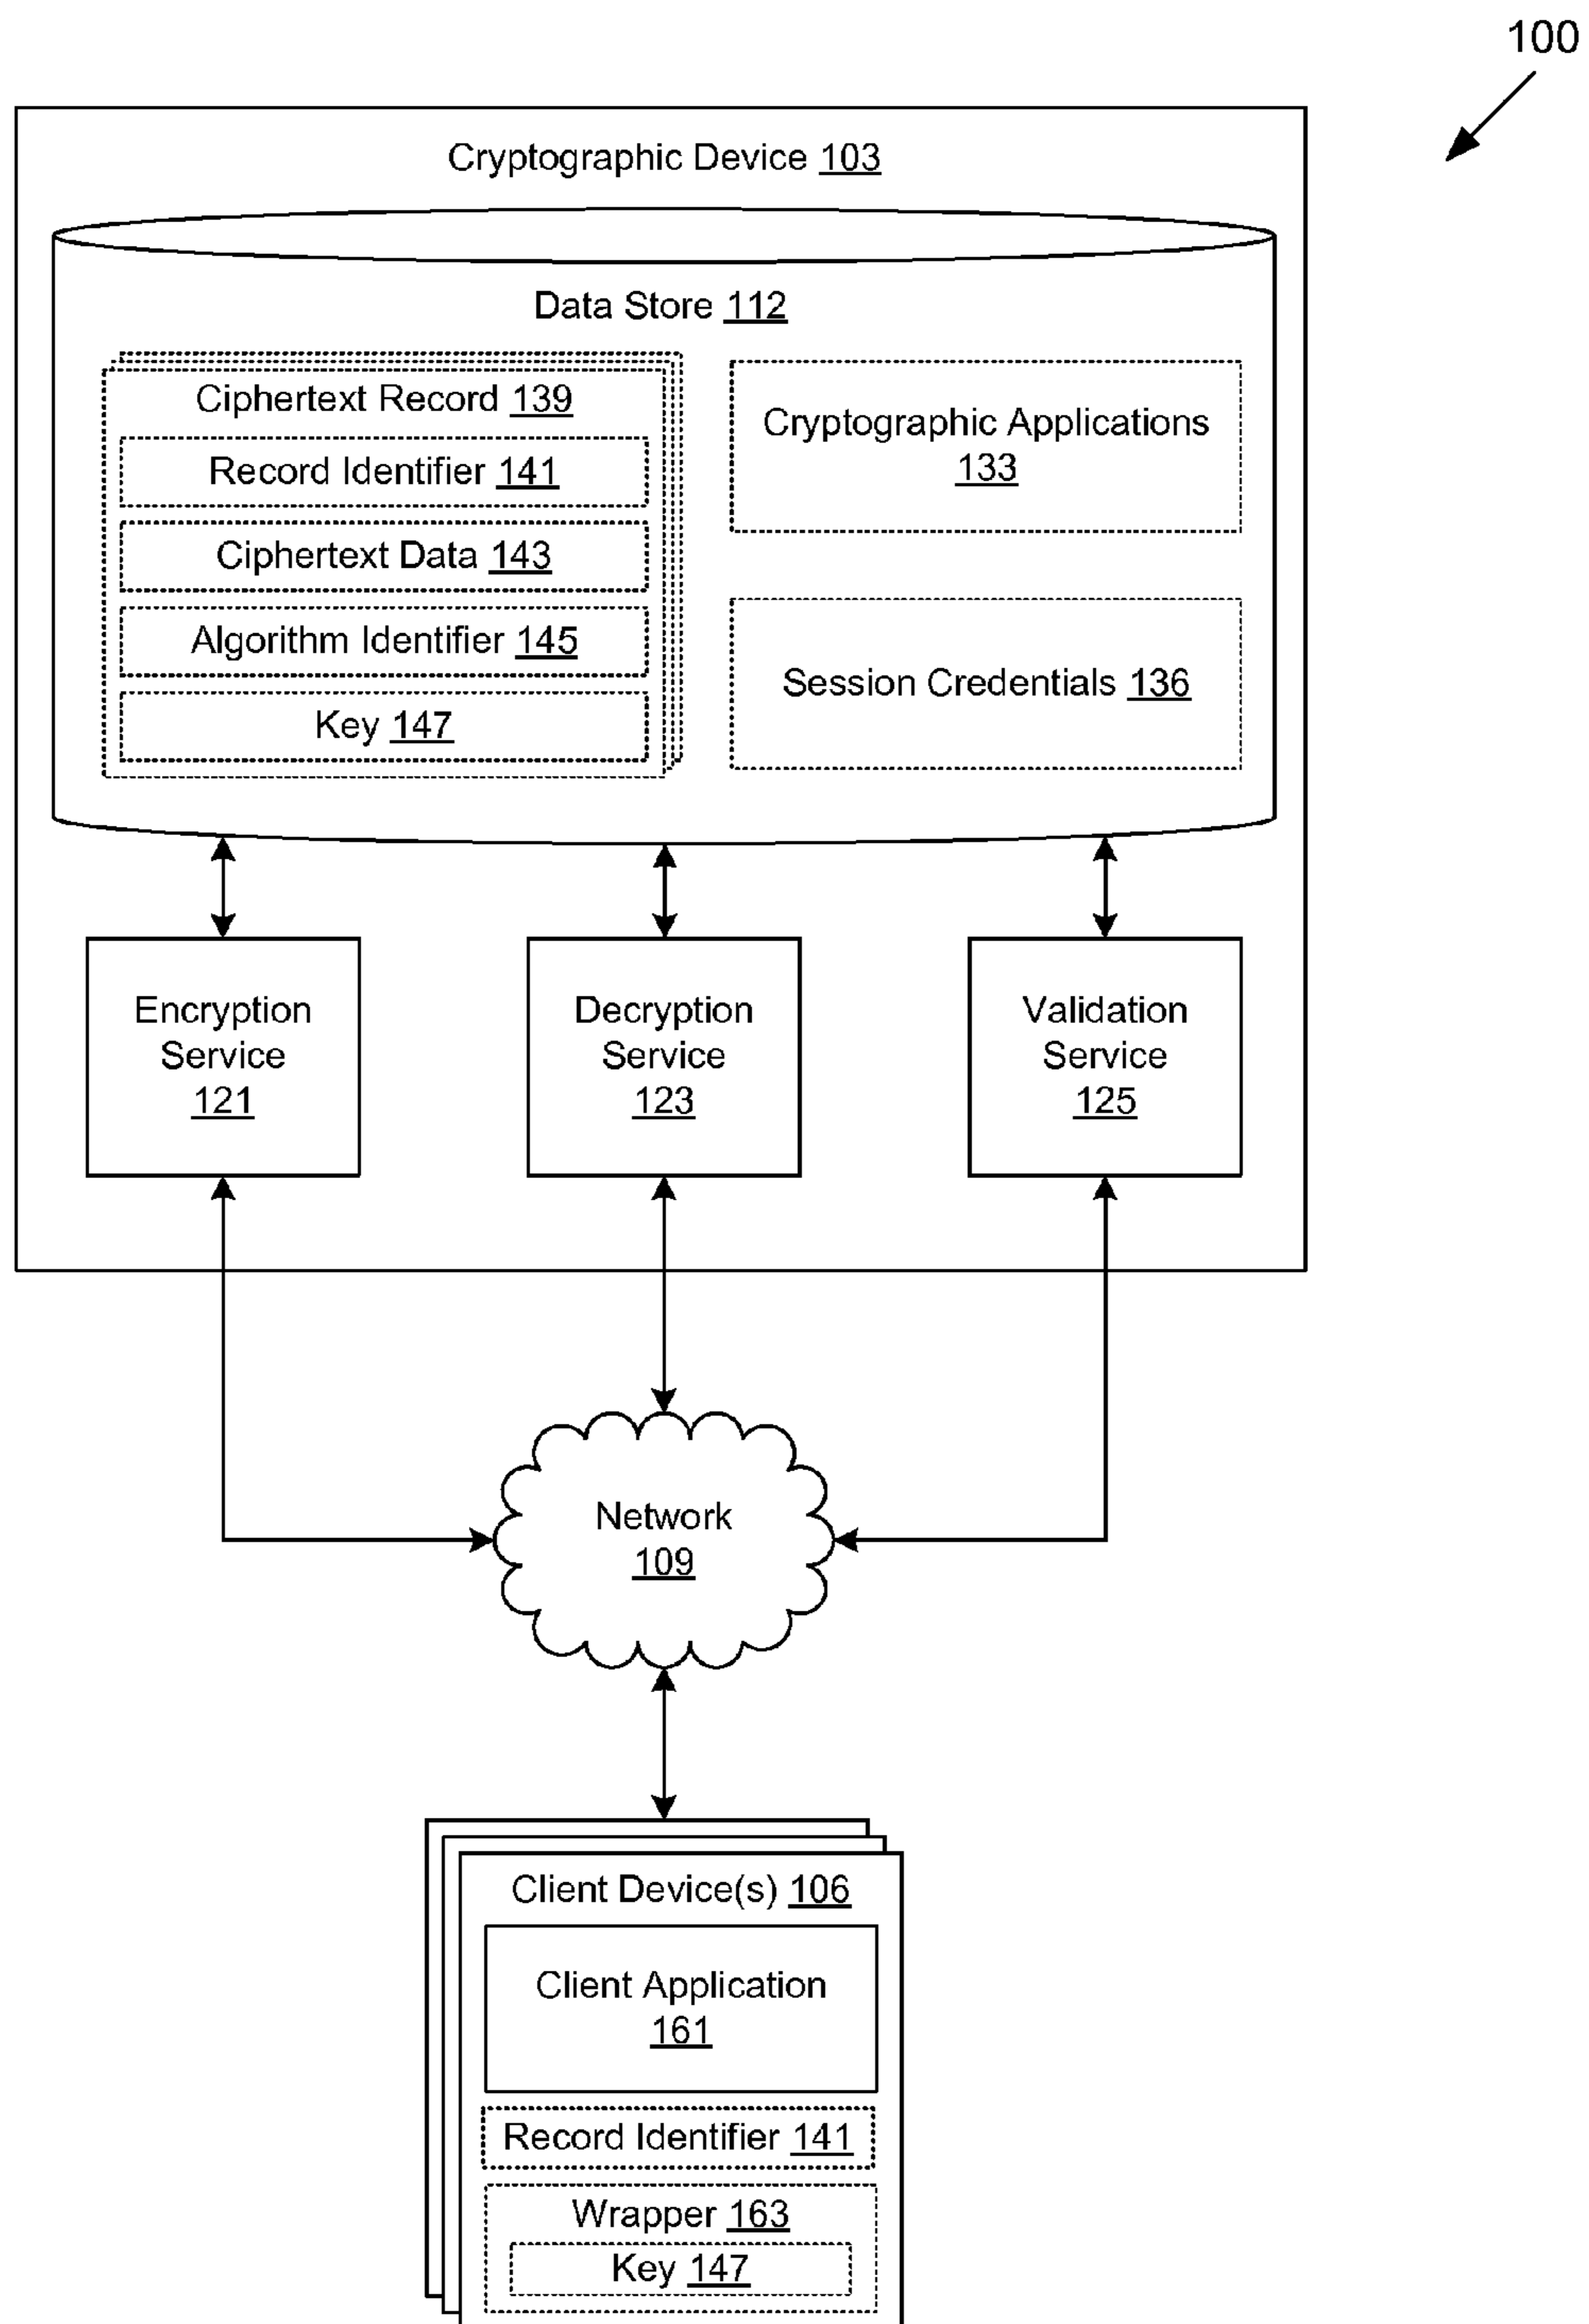 100
Cryptographic Device 103
Data Store 112
Ciphertext Record 139
Record Identifier 141
Ciphertext Data 143
Algorithm Identifier 145
Key 147
Cryptographic Applications
133
Session Credentials 136
Encryption
Service
121
Decryption
Service
123
Validation
Service
125
Network
109
Client Device(s) 106
Client Application
161
Record Identifier 141
Wrapper 163
Key 147